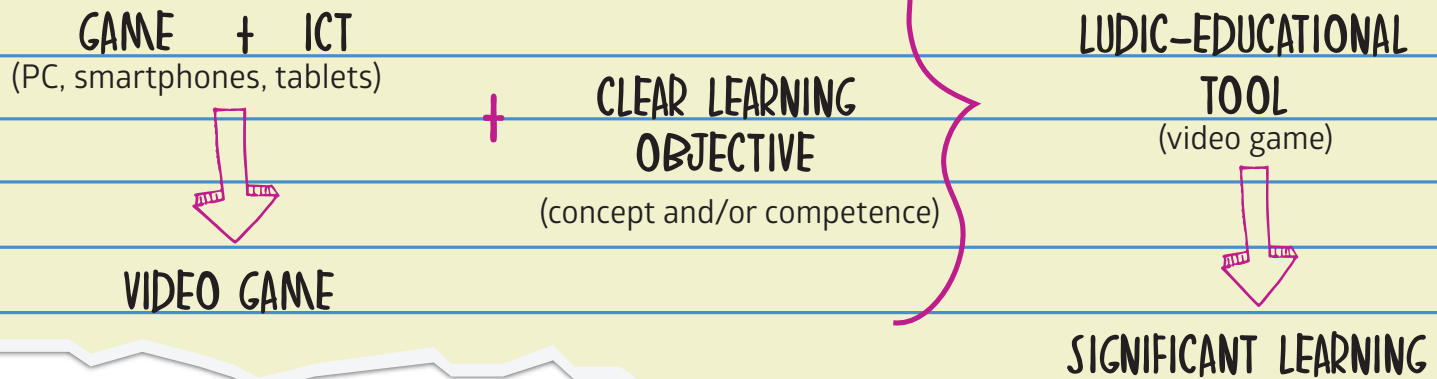 GAME + ICT
(PC, smartphones, tablets)
VIDEO GAME
+
CLEAR LEARNING
OBJECTIVE
(concept and/or competence)
LUDIC-EDUCATIONAL
TOOL
(video game)
SIGNIFICANT LEARNING